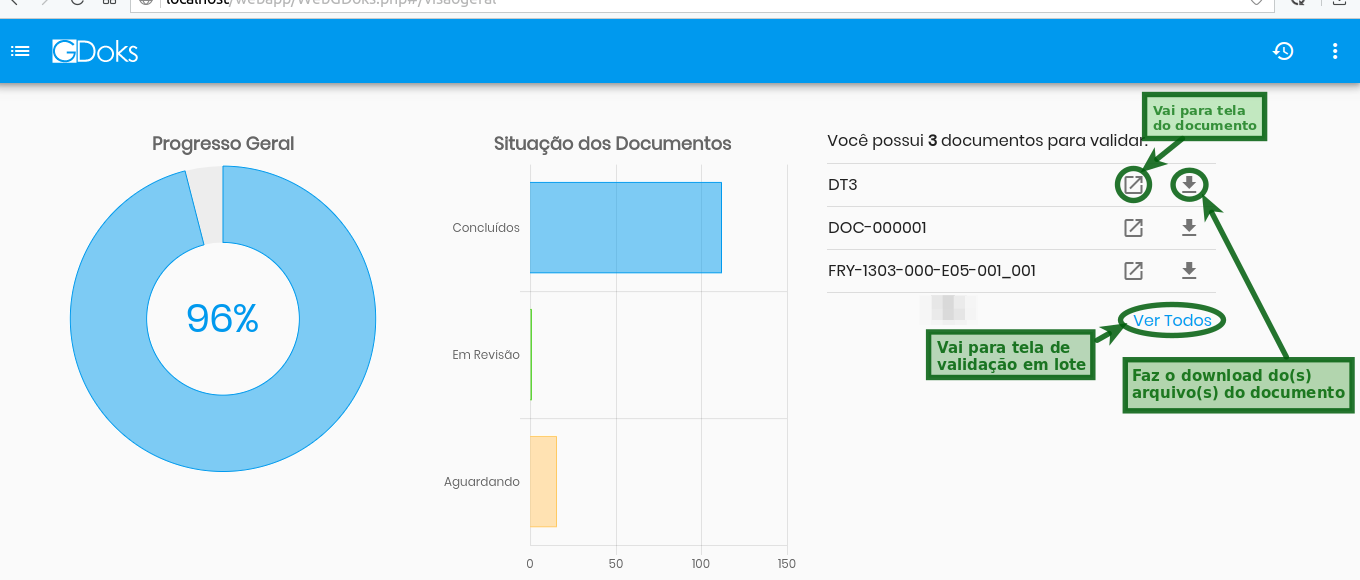 localhost/webapp/WebGDoks.php#/visaogeral
GDoks
Progresso Geral
96%
Situação dos Documentos
Concluídos
Em Revisão
Aguardando
0 50 100 150
Você possui 3 documentos para validar.
DT3
DOC-000001
FRY-1303-000-E05-001_001
Ver Todos
Vai para tela
do documento
Vai para tela de
validação em lote
Faz o download do(s)
arquivo(s) do documento